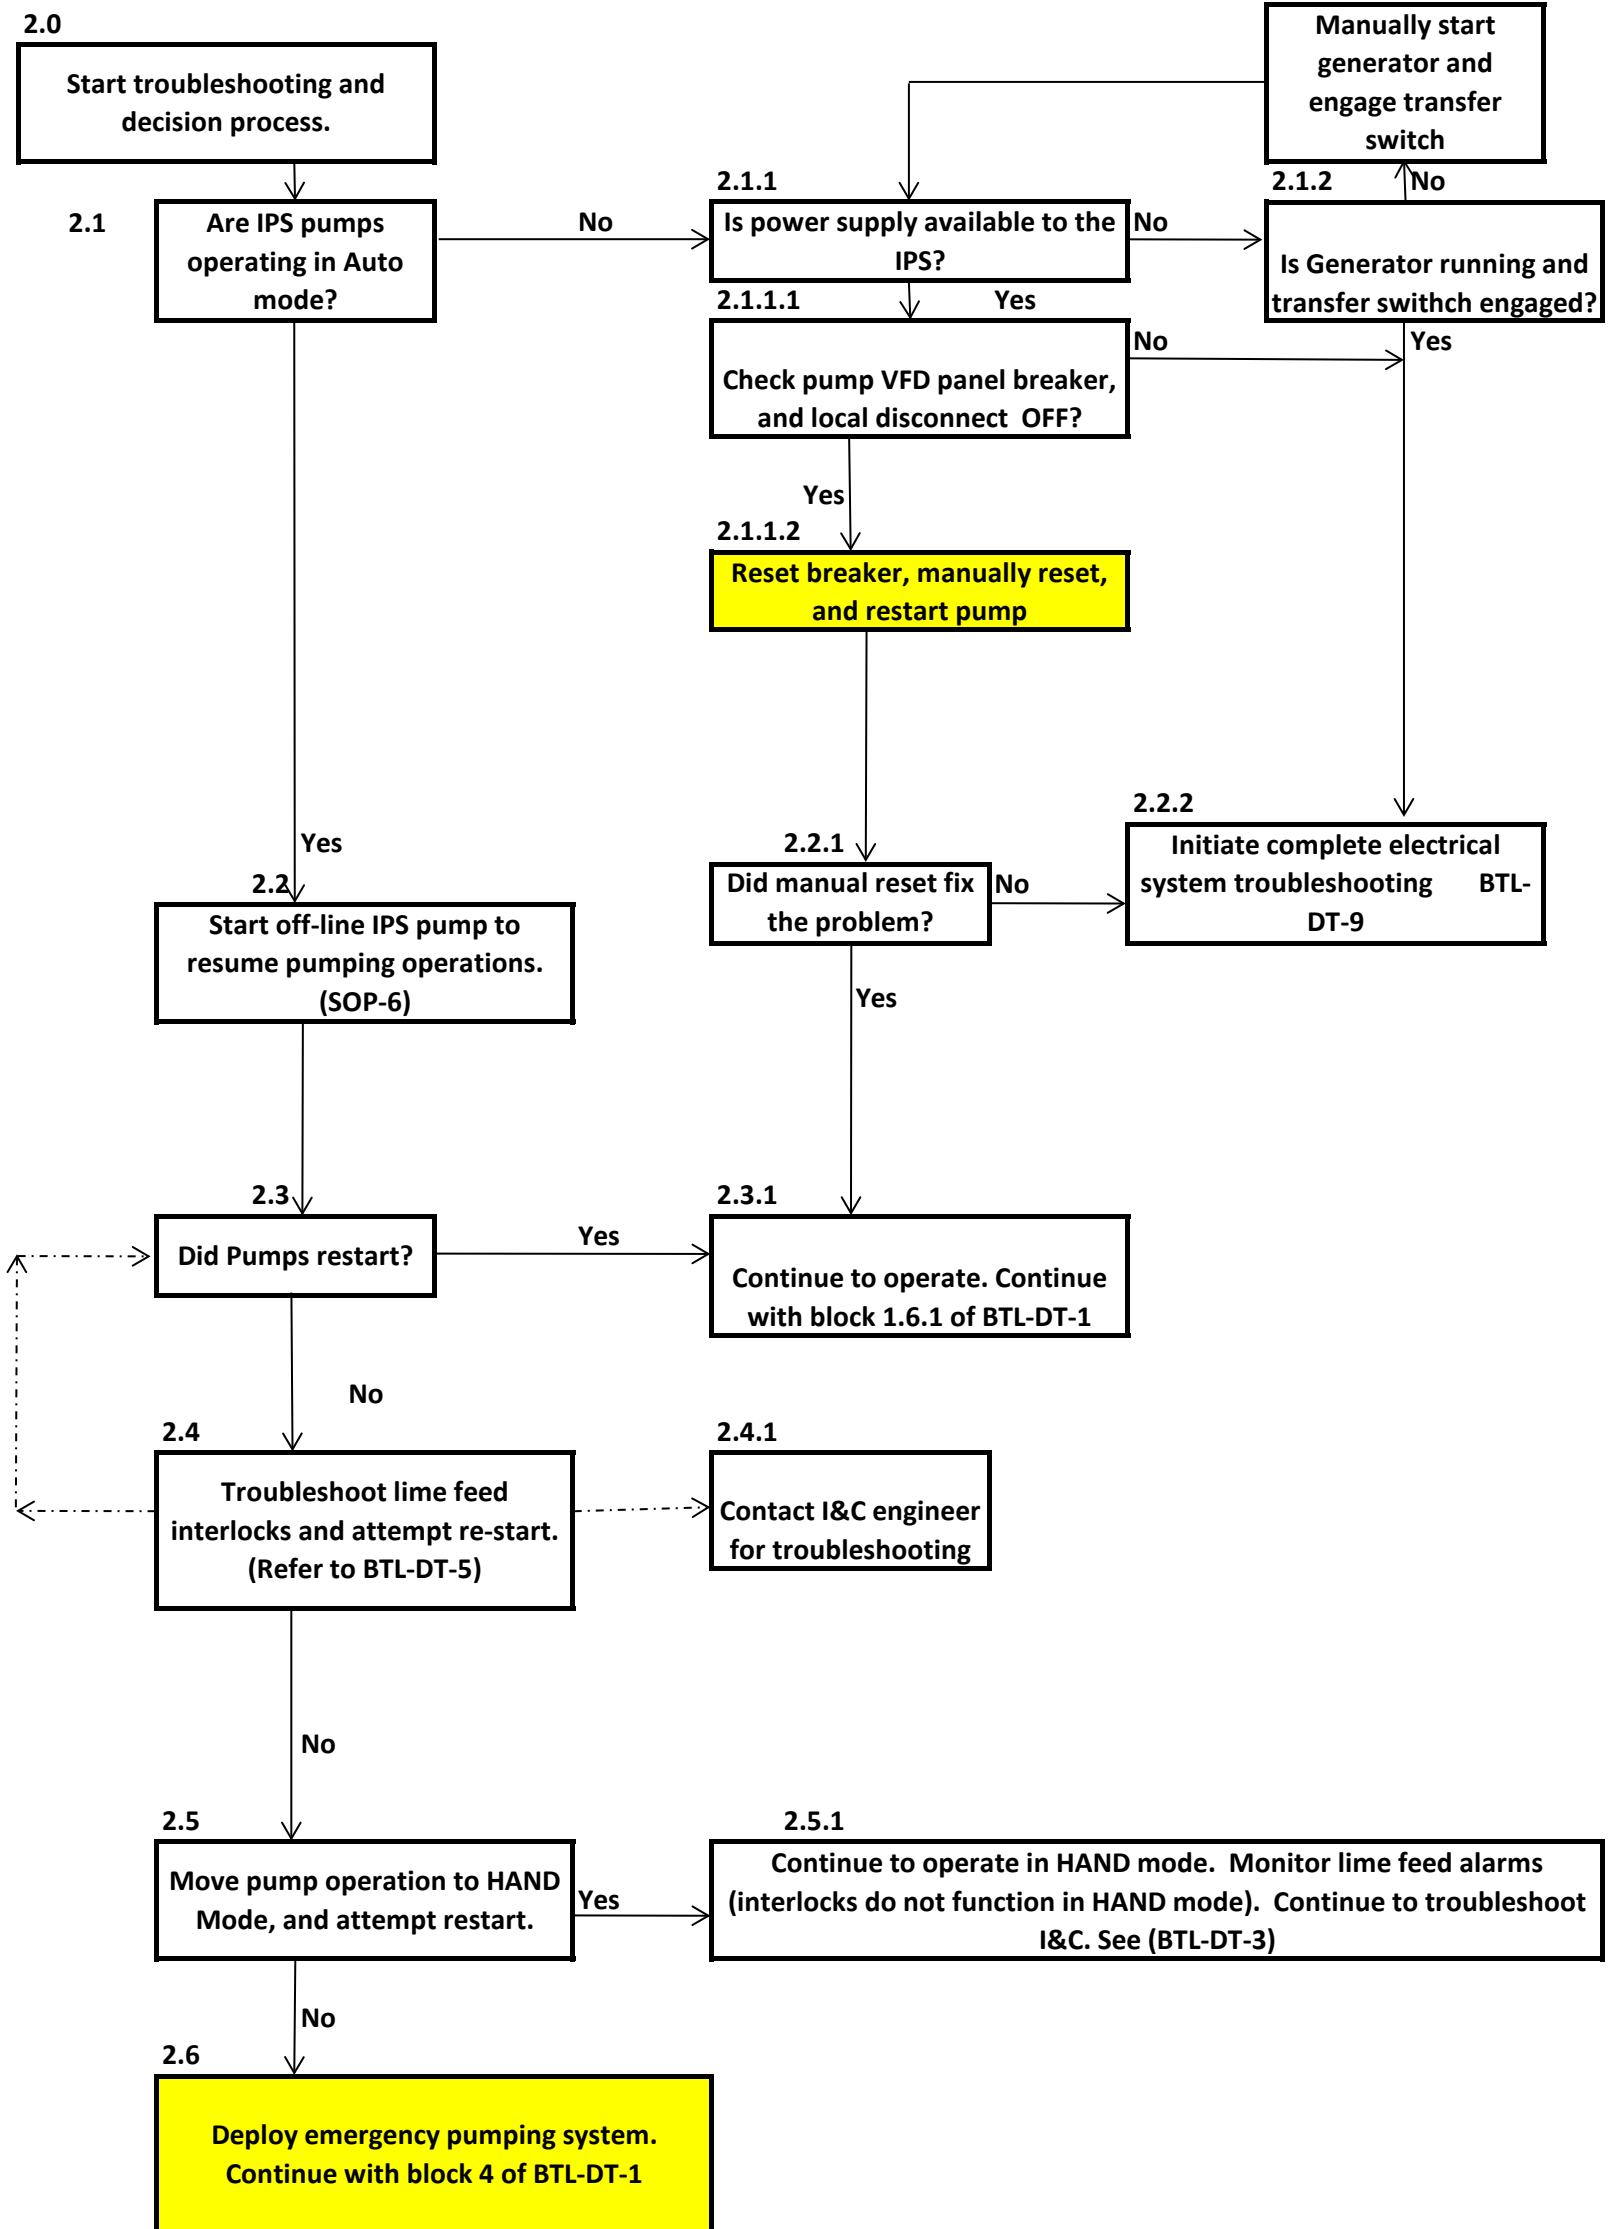 2.0
Start troubleshooting and
decision process.
Manually start
generator and
engage transfer
switch
2.1
Are IPS pumps
operating in Auto
mode?
No
2.1.1
Is power supply available to the
IPS?
No
2.1.2
No
Is Generator running and
transfer swithch engaged?
2.1.1.1
Yes
Check pump VFD panel breaker,
and local disconnect  OFF?
No
Yes
Yes
2.1.1.2
Reset breaker, manually reset,
and restart pump
Yes
2.2
Start off-line IPS pump to
resume pumping operations.
(SOP-6)
2.2.1
Did manual reset fix
the problem?
No
2.2.2
Initiate complete electrical
system troubleshooting      BTL-
DT-9
Yes
2.3
Did Pumps restart?
Yes
2.3.1
Continue to operate. Continue
with block 1.6.1 of BTL-DT-1
No
2.4
Troubleshoot lime feed
interlocks and attempt re-start.
(Refer to BTL-DT-5)
2.4.1
Contact I&C engineer
for troubleshooting
No
2.5
Move pump operation to HAND
Mode, and attempt restart.
Yes
2.5.1
Continue to operate in HAND mode.  Monitor lime feed alarms
(interlocks do not function in HAND mode).  Continue to troubleshoot
I&C. See (BTL-DT-3)
No
2.6
Deploy emergency pumping system.
Continue with block 4 of BTL-DT-1